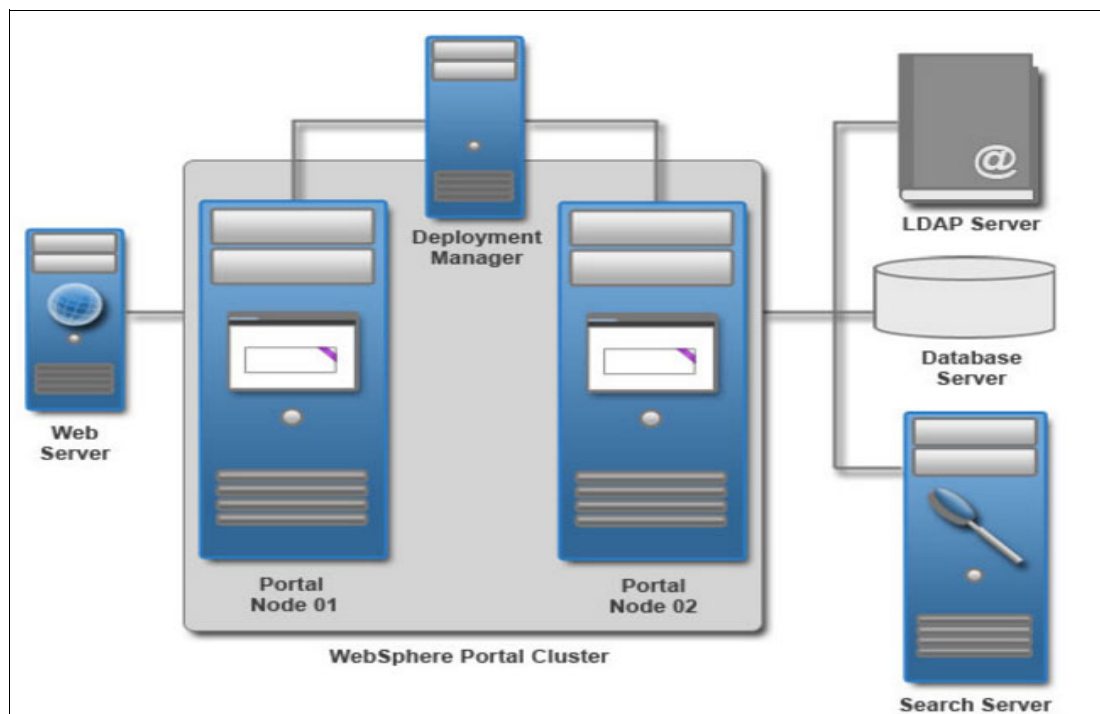 Deployment
Manager
Web
Server
Portal
Node 01
Portal
Node 02
WebSphere Portal Cluster
@
LDAP Server
Database
Server
Search Server